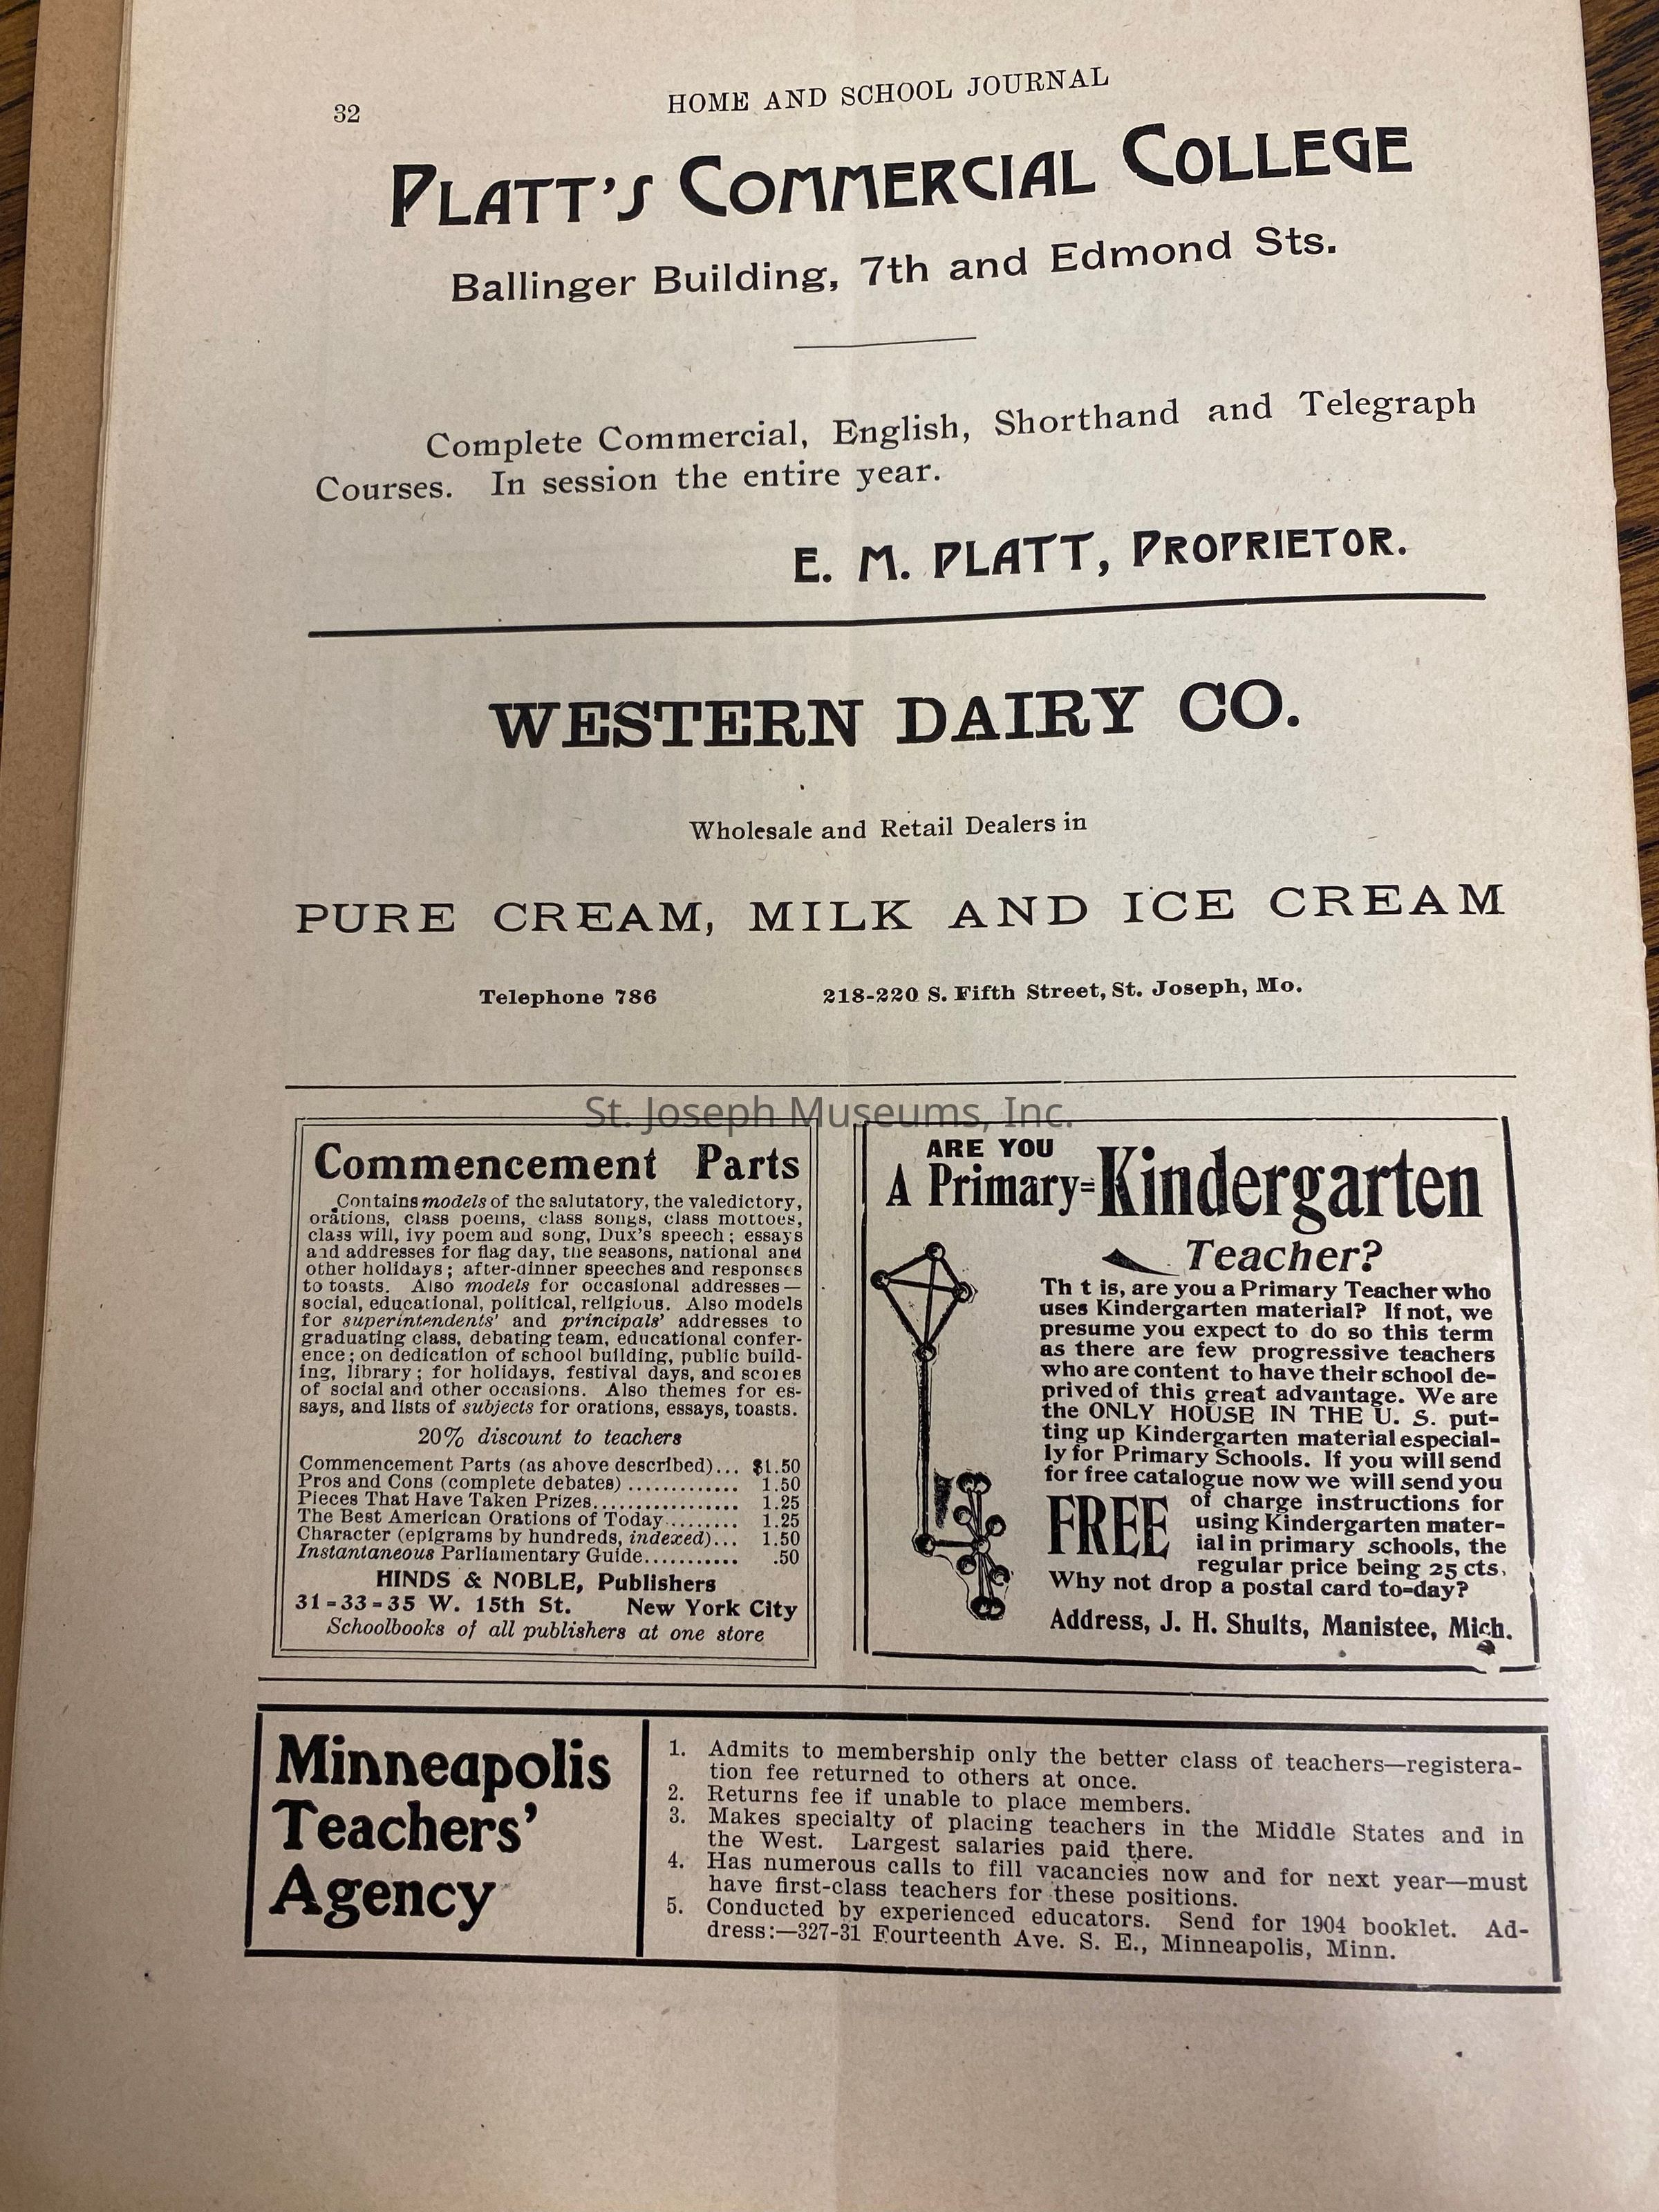 32
HOME AND SCHOOL JOURNAL
PLATT'S COMMERCIAL COLLEGE
Ballinger Building, 7th and Edmond Sts.
Complete Commercial, English, Shorthand and Telegraph
Courses. In session the entire year.
E. M. PLATT, PROPRIETOR.
WESTERN DAIRY CO.
Wholesale and Retail Dealers in
PURE CREAM, MILK AND ICE CREAM
Telephone 786 218-220 S. Fifth Street, St. Joseph, Mo.
St. Joseph Museums, Inc.
Commencement Parts
Contains models of the salutatory, the valedictory,
orations, class poems, class songs, class mottoes,
class will, ivy poem and song, Dux's speech; essays
and addresses for flag day, the seasons, national and
other holidays; after-dinner speeches and responses
to toasts. Also models for occasional addresses—
social, educational, political, religious. Also models
for superintendents' and principals' addresses to
graduating class, debating team, educational confer-
ence; on dedication of school building, public build-
ing, library; for holidays, festival days, and scores
of social and other occasions. Also themes for es-
says, and lists of subjects for orations, essays, toasts.
20% discount to teachers
Commencement Parts (as above described)... $1.50
Pros and Cons (complete debates) ............. 1.50
Pieces That Have Taken Prizes................. 1.25
The Best American Orations of Today......... 1.25
Character (epigrams by hundreds, indexed)... 1.50
Instantaneous Parliamentary Guide........... .50
HINDS & NOBLE, Publishers
31-33-35 W. 15th St. New York City
Schoolbooks of all publishers at one store
ARE YOU
A Primary-Kindergarten
Teacher?
Th t is, are you a Primary Teacher who
uses Kindergarten material? If not, we
presume you expect to do so this term
as there are few progressive teachers
who are content to have their school de-
prived of this great advantage. We are
the ONLY HOUSE IN THE U. S. put-
ting up Kindergarten material especial-
ly for Primary Schools. If you will send
for free catalogue now we will send you
FREE of charge instructions for
using Kindergarten mater-
ial in primary schools, the
regular price being 25 cts.
Why not drop a postal card to-day?
Address, J. H. Shults, Manistee, Mich.
Minneapolis
Teachers'
Agency
1. Admits to membership only the better class of teachers—registera-
tion fee returned to others at once.
2. Returns fee if unable to place members.
3. Makes specialty of placing teachers in the Middle States and in
the West. Largest salaries paid there.
4. Has numerous calls to fill vacancies now and for next year—must
have first-class teachers for these positions.
5. Conducted by experienced educators. Send for 1904 booklet. Ad-
dress:—327-31 Fourteenth Ave. S. E., Minneapolis, Minn.